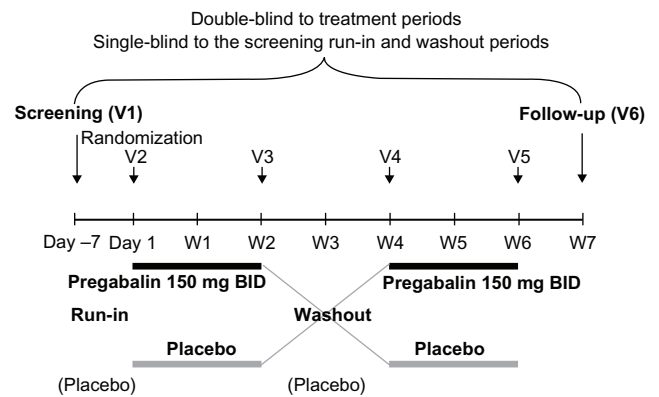 Double-blind to treatment periods
Single-blind to the screening run-in and washout periods
Screening (V1)
Follow-up (V6)
Randomization
V2
V3
V4
V5
Day –7
Day 1
W1
W2
W3
W4
W5
W6
W7
Pregabalin 150 mg BID
Pregabalin 150 mg BID
Run-in
Washout
Placebo
Placebo
(Placebo)
(Placebo)